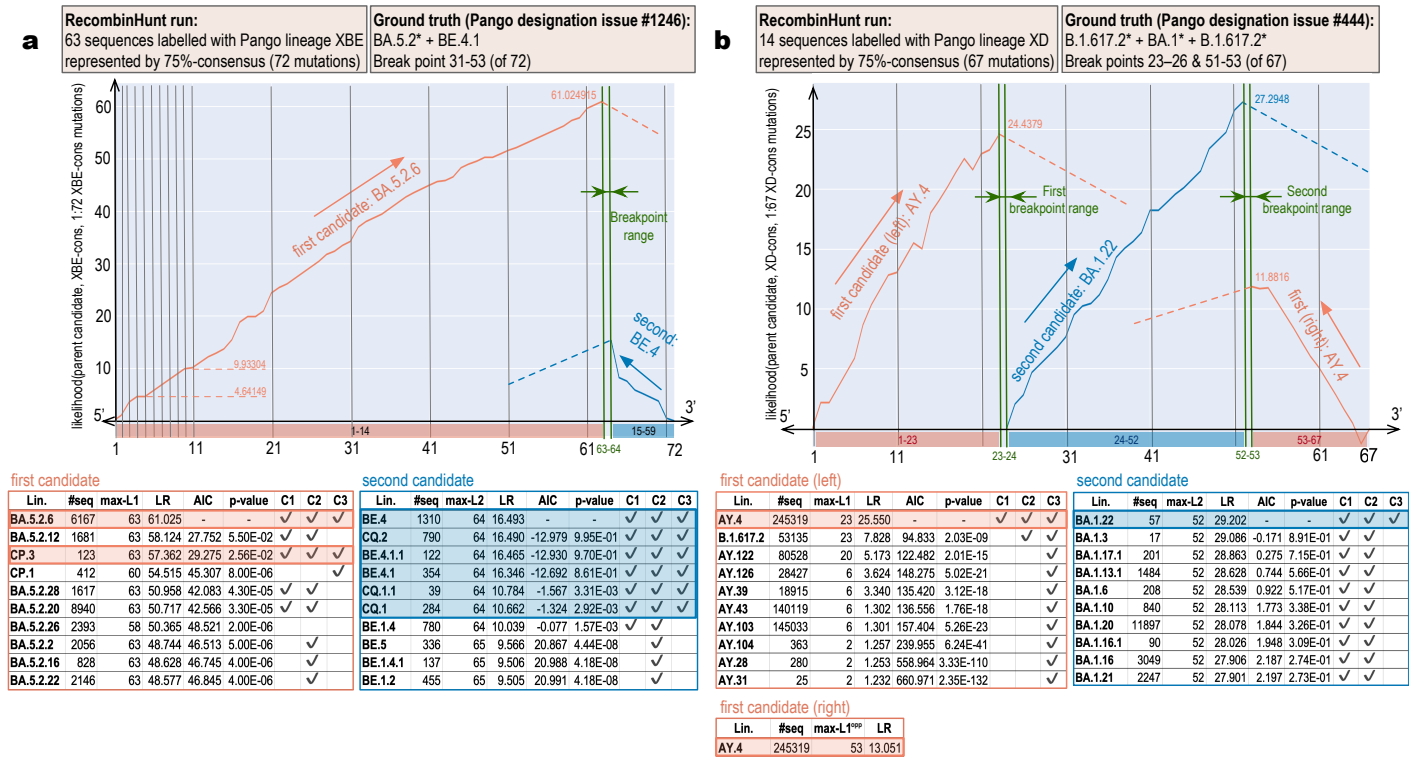 a
RecombinHunt run:
63 sequences labelled with Pango lineage XBE
represented by 75%-consensus (72 mutations)
Ground truth (Pango designation issue #1246):
BA.5.2* + BE.4.1
Break point 31-53 (of 72)
likelihood(parent candidate, XBE-cons, 1:72 XBE-cons mutations)
60
50
40
30
20
10
61.024915
first candidate: BA.5.2.6
Breakpoint
range
second:
BE.4
9.93304
4.64149
5'
3'
1-14
15-59
1 11 21 31 41 51 61 63-64 72
first candidate
Lin. #seq max-L1 LR AIC p-value C1 C2 C3
BA.5.2.6 6167 63 61.025 - - ✓ ✓ ✓
BA.5.2.12 1681 63 58.124 27.752 5.50E-02 ✓ ✓
CP.3 123 63 57.362 29.275 2.56E-02 ✓ ✓ ✓
CP.1 412 60 54.515 45.307 8.00E-06 ✓
BA.5.2.28 1617 63 50.958 42.083 4.30E-05 ✓ ✓
BA.5.2.20 8940 63 50.717 42.566 3.30E-05 ✓ ✓
BA.5.2.26 2393 58 50.365 48.521 2.00E-06
BA.5.2.2 2056 63 48.744 46.513 5.00E-06 ✓
BA.5.2.16 828 63 48.628 46.745 4.00E-06 ✓
BA.5.2.22 2146 63 48.577 46.845 4.00E-06 ✓
second candidate
Lin. #seq max-L2 LR AIC p-value C1 C2 C3
BE.4 1310 64 16.493 - - ✓ ✓ ✓
CQ.2 790 64 16.490 -12.979 9.95E-01 ✓ ✓ ✓
BE.4.1.1 122 64 16.465 -12.930 9.70E-01 ✓ ✓ ✓
BE.4.1 354 64 16.346 -12.692 8.61E-01 ✓ ✓ ✓
CQ.1.1 39 64 10.784 -1.567 3.31E-03 ✓ ✓ ✓
CQ.1 284 64 10.662 -1.324 2.92E-03 ✓ ✓ ✓
BE.1.4 780 64 10.039 -0.077 1.57E-03 ✓ ✓
BE.5 336 65 9.566 20.867 4.44E-08 ✓
BE.1.4.1 137 65 9.506 20.988 4.18E-08 ✓
BE.1.2 455 65 9.505 20.991 4.18E-08 ✓
b
RecombinHunt run:
14 sequences labelled with Pango lineage XD
represented by 75%-consensus (67 mutations)
Ground truth (Pango designation issue #444):
B.1.617.2* + BA.1* + B.1.617.2*
Break points 23–26 & 51-53 (of 67)
likelihood(parent candidate, XD-cons, 1:67 XD-cons mutations)
25
20
15
10
5
24.4379
27.2948
11.8816
first candidate (left): AY.4
First
breakpoint range
second candidate: BA.1.22
Second
breakpoint range
first (right): AY.4
5'
3'
1-23
24-52
53-67
1 11 23-24 31 41 52-53 61 67
first candidate (left)
Lin. #seq max-L1 LR AIC p-value C1 C2 C3
AY.4 245319 23 25.550 - - ✓ ✓ ✓
B.1.617.2 53135 23 7.828 94.833 2.03E-09 ✓ ✓
AY.122 80528 20 5.173 122.482 2.01E-15 ✓
AY.126 28427 6 3.624 148.275 5.02E-21 ✓
AY.39 18915 6 3.340 135.420 3.12E-18 ✓
AY.43 140119 6 1.302 136.556 1.76E-18 ✓
AY.103 145033 6 1.301 157.404 5.26E-23 ✓
AY.104 363 2 1.257 239.955 6.24E-41 ✓
AY.28 280 2 1.253 558.964 3.33E-110 ✓
AY.31 25 2 1.232 660.971 2.35E-132 ✓
second candidate
Lin. #seq max-L2 LR AIC p-value C1 C2 C3
BA.1.22 57 52 29.202 - - ✓ ✓ ✓
BA.1.3 17 52 29.086 -0.171 8.91E-01 ✓ ✓
BA.1.17.1 201 52 28.863 0.275 7.15E-01 ✓ ✓
BA.1.13.1 1484 52 28.628 0.744 5.66E-01 ✓ ✓
BA.1.6 208 52 28.539 0.922 5.17E-01 ✓ ✓
BA.1.10 840 52 28.113 1.773 3.38E-01 ✓ ✓
BA.1.20 11897 52 28.078 1.844 3.26E-01 ✓ ✓
BA.1.16.1 90 52 28.026 1.948 3.09E-01 ✓ ✓
BA.1.16 3049 52 27.906 2.187 2.74E-01 ✓ ✓
BA.1.21 2247 52 27.901 2.197 2.73E-01 ✓ ✓
first candidate (right)
Lin. #seq max-L1ᵒᵖᵖ LR
AY.4 245319 53 13.051